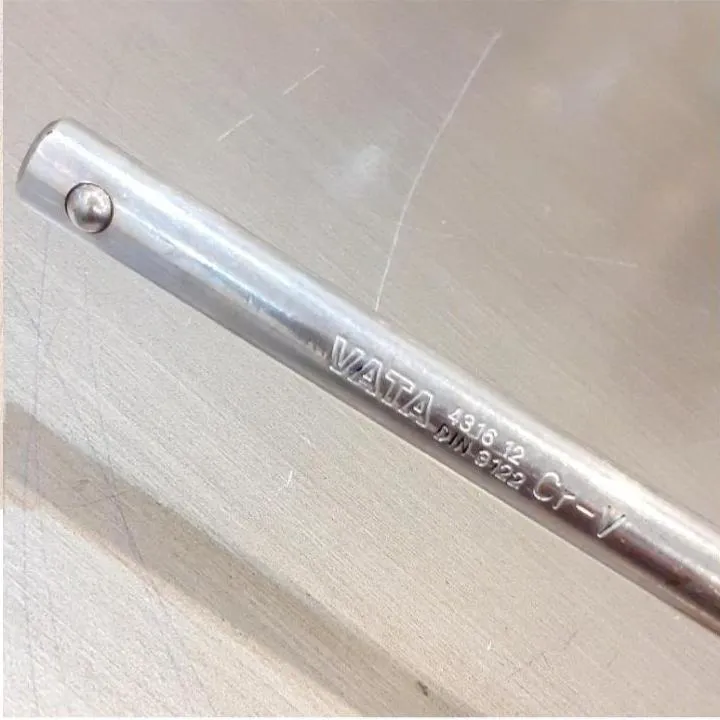 VATA
4316 12
DIN 3122
Cr-V